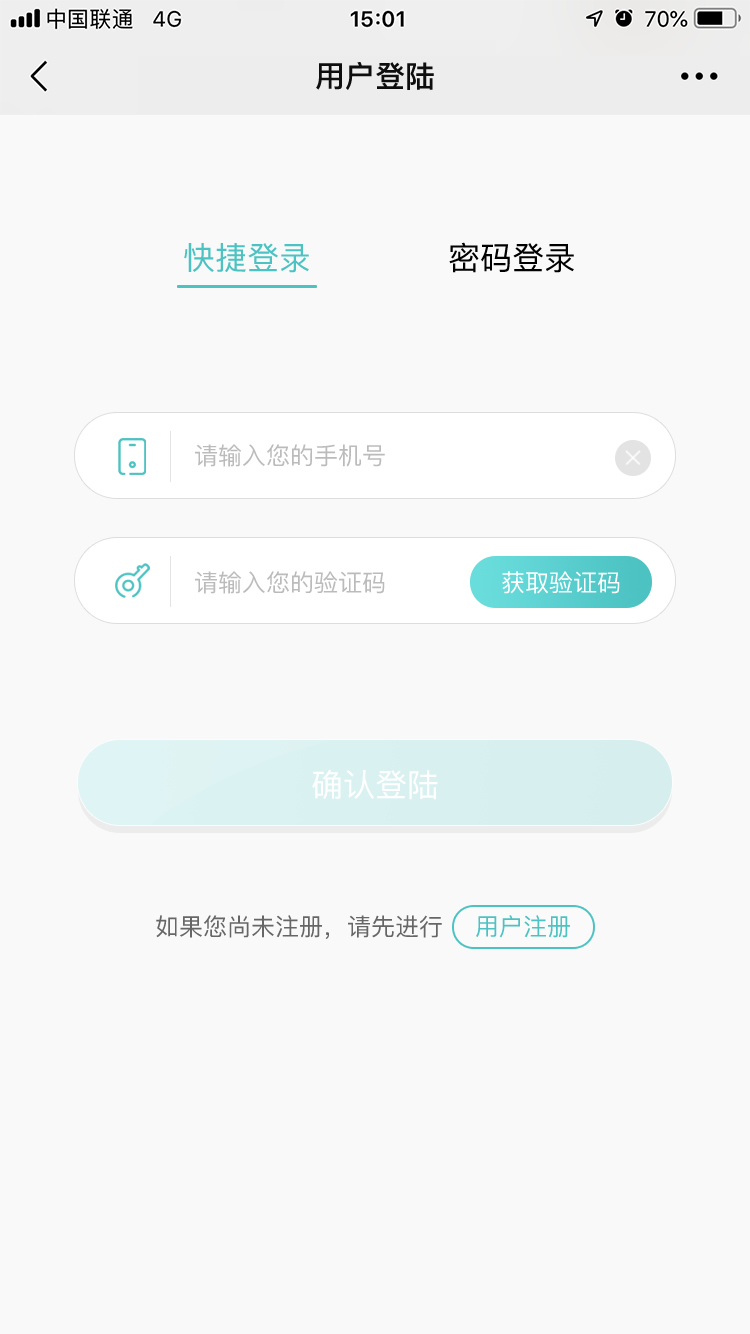 中国联通 4G 15:01 70%
用户登陆
快捷登录 密码登录
请输入您的手机号
请输入您的验证码 获取验证码
确认登陆
如果您尚未注册，请先进行 用户注册